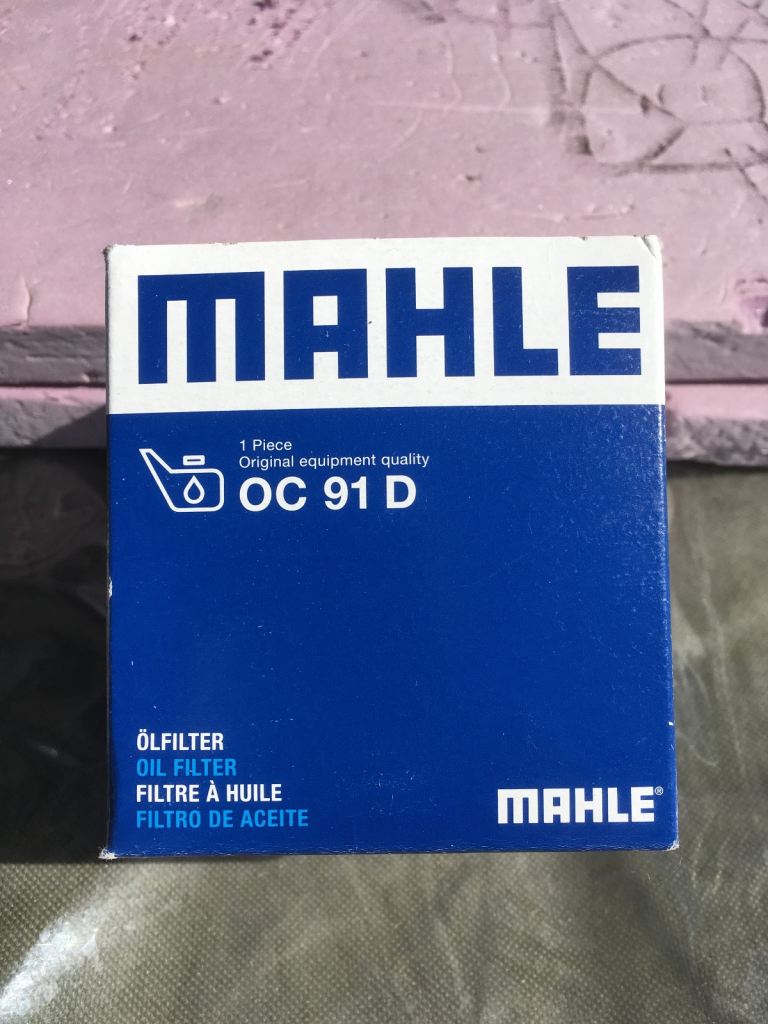 MAHLE
1 Piece
Original equipment quality
OC 91 D
ÖLFILTER
OIL FILTER
FILTRE À HUILE
FILTRO DE ACEITE
MAHLE®